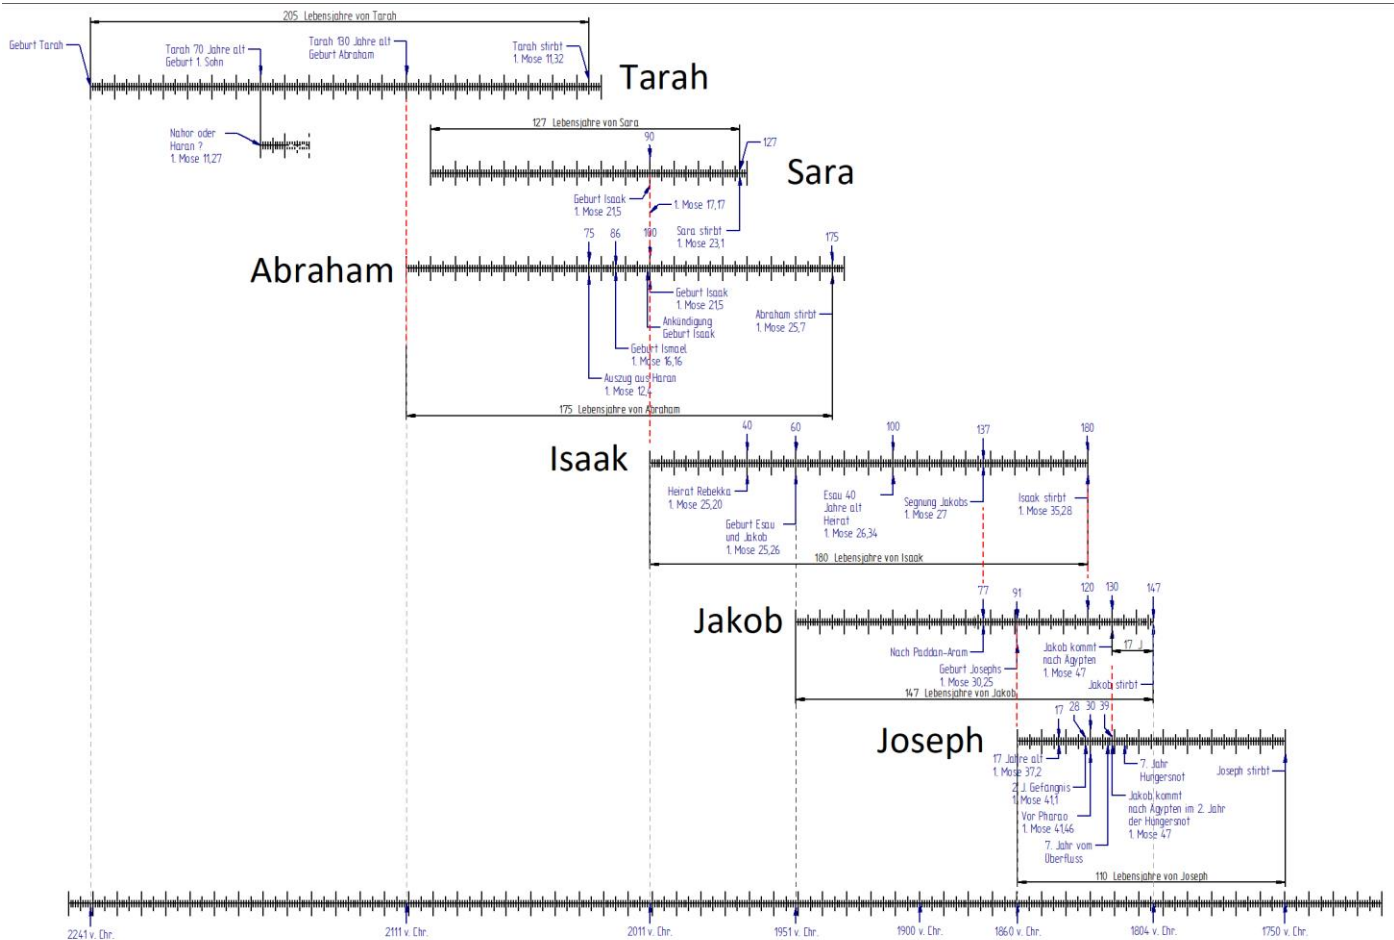 205 Lebensjahre von Tarah
Geburt Tarah
Tarah 70 Jahre alt
Geburt 1. Sohn
Tarah 130 Jahre alt
Geburt Abraham
Tarah stirbt
1. Mose 11,32
Tarah
Nahor oder
Haran ?
1. Mose 11,27
127 Lebensjahre von Sara
90
127
Sara
Geburt Isaak
1. Mose 21,5
1. Mose 17,17
Sara stirbt
1. Mose 23,1
75
86
100
175
Abraham
Geburt Isaak
1. Mose 21,5
Ankündigung
Geburt Isaak
Abraham stirbt
1. Mose 25,7
Geburt Ismael
1. Mose 16,16
Auszug aus Haran
1. Mose 12,4
175 Lebensjahre von Abraham
40
60
100
137
180
Isaak
Heirat Rebekka
1. Mose 25,20
Geburt Esau
und Jakob
1. Mose 25,26
Esau 40
Jahre alt
Heirat
1. Mose 26,34
Segnung Jakobs
1. Mose 27
Isaak stirbt
1. Mose 35,28
180 Lebensjahre von Isaak
77
91
120
130
147
Jakob
Nach Paddan-Aram
Geburt Josephs
1. Mose 30,25
Jakob kommt
nach Ägypten
1. Mose 47
17 J
Jakob stirbt
147 Lebensjahre von Jakob
17
28
30
39
Joseph
17 Jahre alt
1. Mose 37,2
2. J. Gefängnis
1. Mose 41,1
Vor Pharao
1. Mose 41,46
7. Jahr vom
Überfluss
7. Jahr
Hungersnot
Jakob kommt
nach Ägypten im 2. Jahr
der Hungersnot
1. Mose 47
Joseph stirbt
110 Lebensjahre von Joseph
2241 v. Chr.
2111 v. Chr.
2011 v. Chr.
1951 v. Chr.
1900 v. Chr.
1860 v. Chr.
1804 v. Chr.
1750 v. Chr.